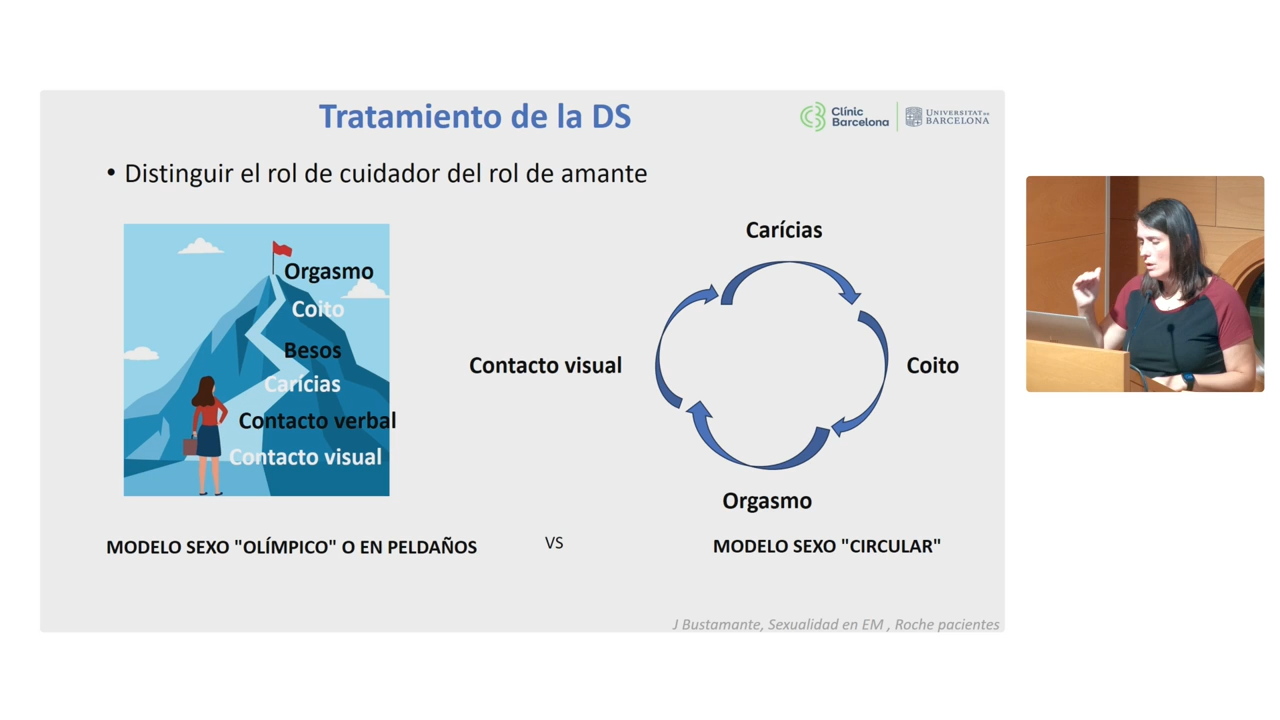 Tratamiento de la DS
Clínic
Barcelona
UNIVERSITAT DE
BARCELONA
• Distinguir el rol de cuidador del rol de amante
Orgasmo
Coito
Besos
Carícias
Contacto verbal
Contacto visual
Carícias
Contacto visual
Coito
Orgasmo
MODELO SEXO "OLÍMPICO" O EN PELDAÑOS
VS
MODELO SEXO "CIRCULAR"
J Bustamante, Sexualidad en EM , Roche pacientes